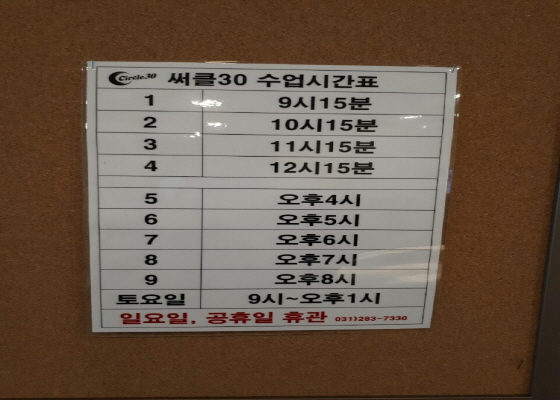 Circle30 써클30 수업시간표
1 9시15분
2 10시15분
3 11시15분
4 12시15분
5 오후4시
6 오후5시
7 오후6시
8 오후7시
9 오후8시
토요일 9시~오후1시
일요일, 공휴일 휴관 031)283-7330